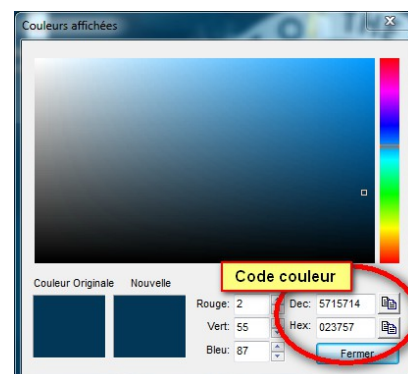 Couleurs affichées
Couleur Originale Nouvelle
Code couleur
Rouge: 2 Dec: 5715714
Vert: 55 Hex: 023757
Bleu: 87 Fermer